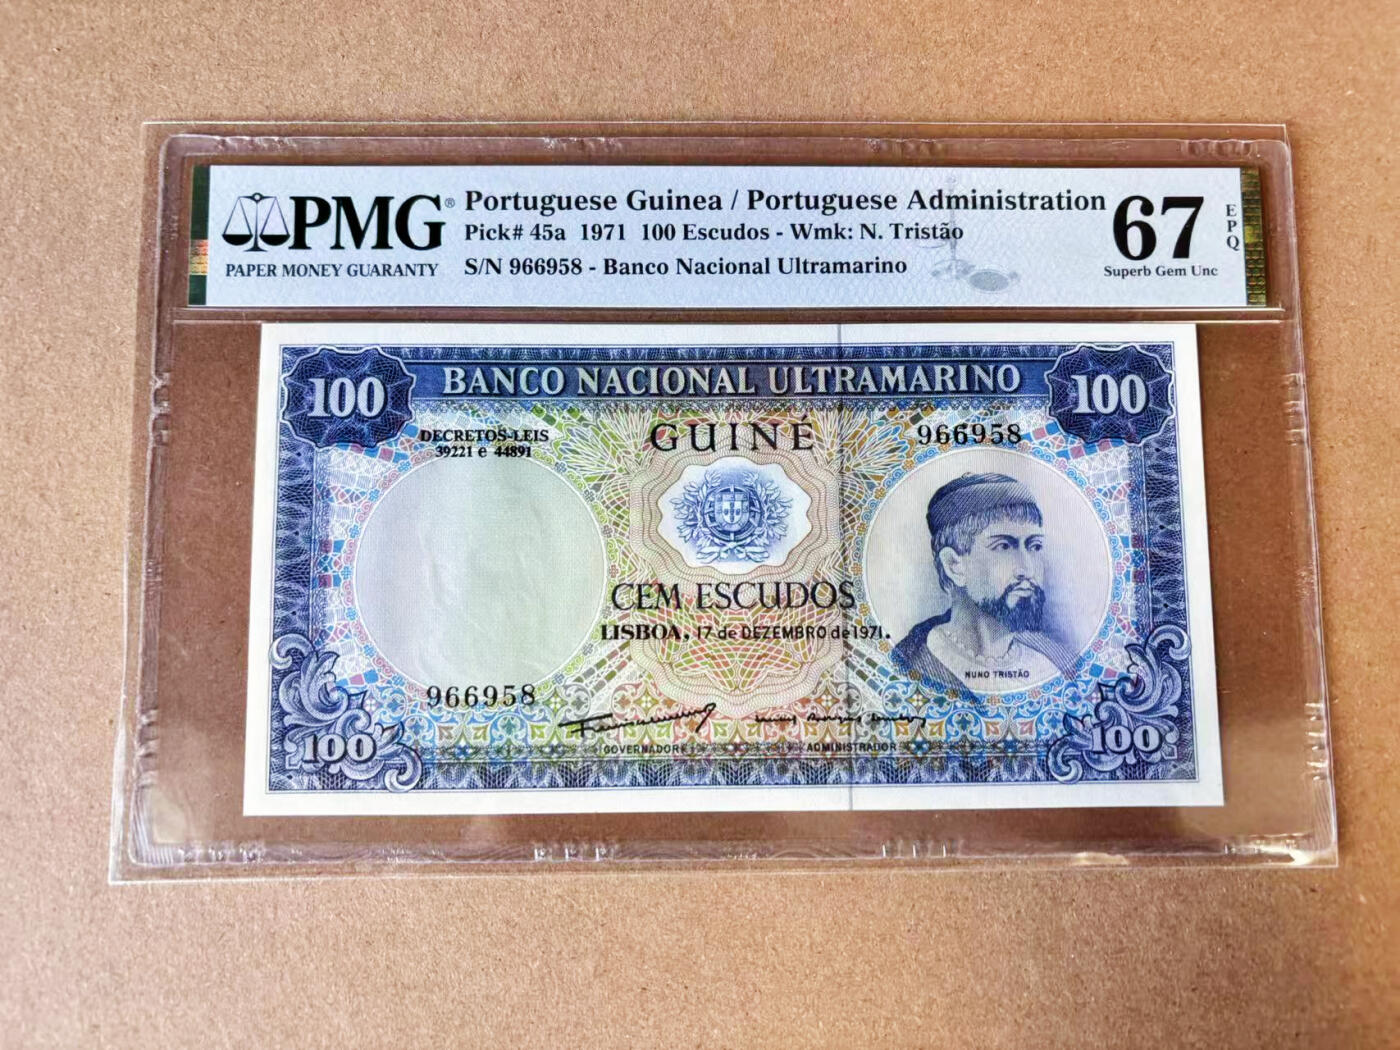 PMG®
PAPER MONEY GUARANTY
Portuguese Guinea / Portuguese Administration
Pick# 45a 1971 100 Escudos - Wmk: N. Tristão
S/N 966958 - Banco Nacional Ultramarino
67
EPQ
Superb Gem Unc
100
BANCO NACIONAL ULTRAMARINO
100
DECRETOS-LEIS
39221 e 44891
GUINÉ
966958
CEM ESCUDOS
LISBOA, 17 de DEZEMBRO de 1971.
NUNO TRISTÃO
966958
GOVERNADOR
ADMINISTRADOR
100
100